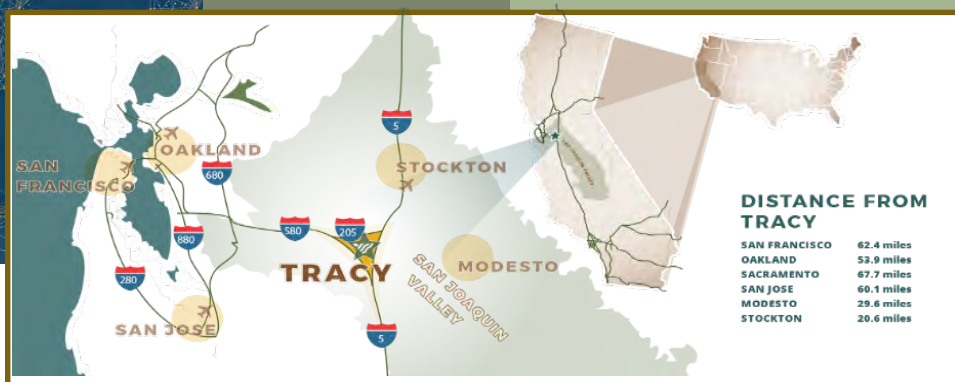 SAN
FRANCISCO
OAKLAND
680
5
STOCKTON
580
205
880
TRACY
MODESTO
SAN JOAQUIN
VALLEY
280
SAN JOSE
5
DISTANCE FROM
TRACY
SAN FRANCISCO 62.4 miles
OAKLAND 53.9 miles
SACRAMENTO 67.7 miles
SAN JOSE 60.1 miles
MODESTO 29.6 miles
STOCKTON 20.6 miles